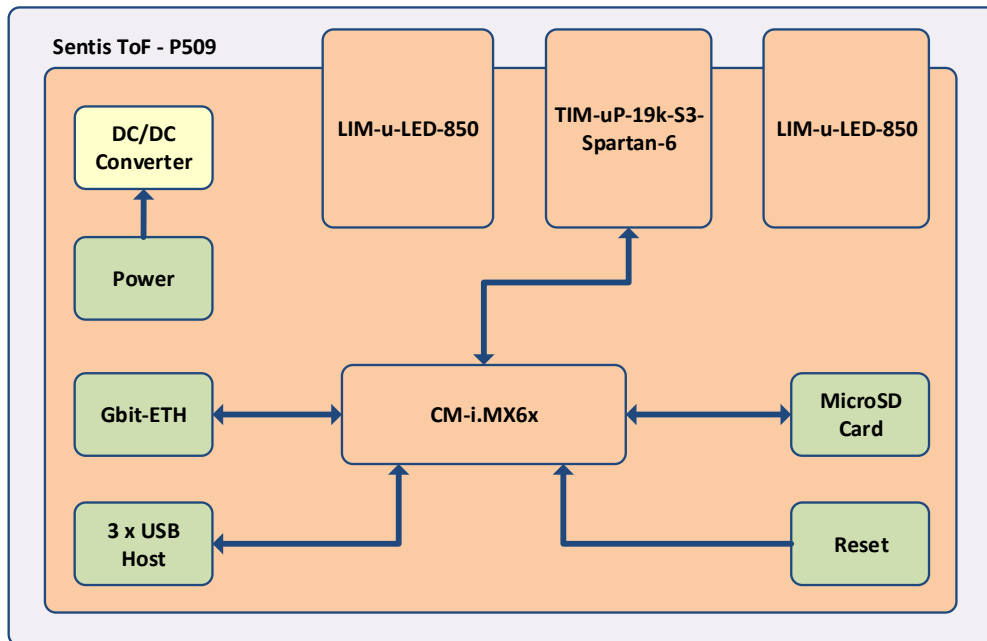 Sentis ToF - P509
LIM-u-LED-850
TIM-uP-19k-S3-
Spartan-6
LIM-u-LED-850
DC/DC
Converter
Power
Gbit-ETH
CM-i.MX6x
MicroSD
Card
3 x USB
Host
Reset